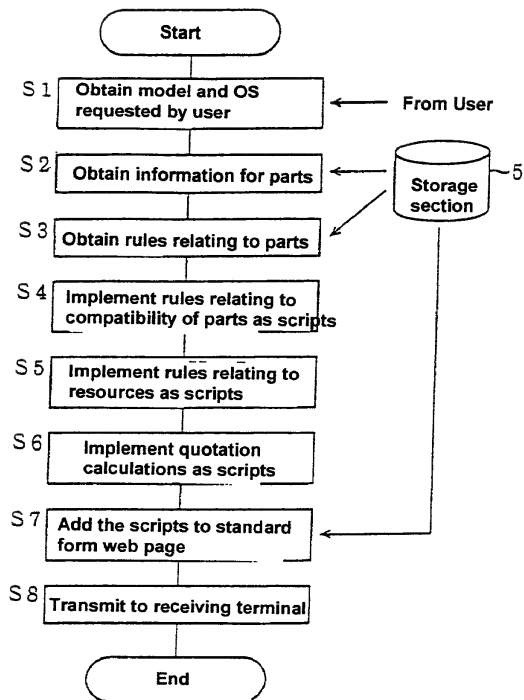 Start
S1 Obtain model and OS
requested by user
From User
S2 Obtain information for parts
Storage
section
5
S3 Obtain rules relating to parts
S4 Implement rules relating to
compatibility of parts as scripts
S5 Implement rules relating to
resources as scripts
S6 Implement quotation
calculations as scripts
S7 Add the scripts to standard
form web page
S8 Transmit to receiving terminal
End